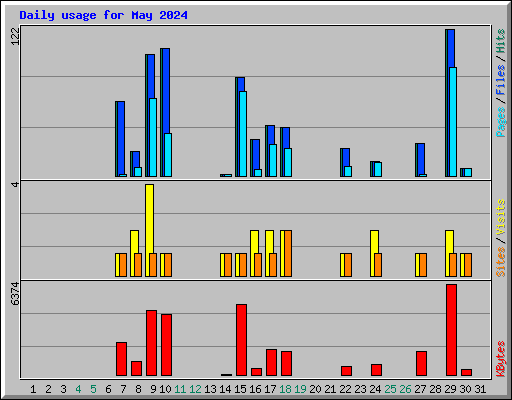 Daily usage for May 2024
122
Pages/Files/Hits
4
Sites/Visits
6374
KBytes
1 2 3 4 5 6 7 8 9 10 11 12 13 14 15 16 17 18 19 20 21 22 23 24 25 26 27 28 29 30 31